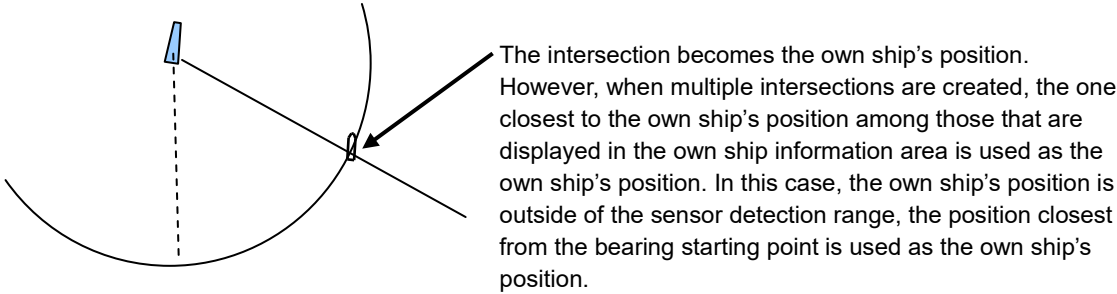 The intersection becomes the own ship's position.
However, when multiple intersections are created, the one
closest to the own ship's position among those that are
displayed in the own ship information area is used as the
own ship's position. In this case, the own ship's position is
outside of the sensor detection range, the position closest
from the bearing starting point is used as the own ship's
position.